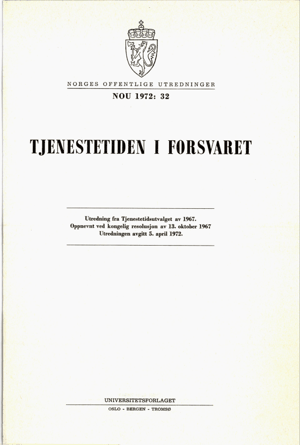 NORGES OFFENTLIGE UTREDNINGER
NOU 1972: 32
TJENESTETIDEN I FORSVARET
Utredning fra Tjenestetidsutvalget av 1967.
Oppnevnt ved kongelig resolusjon av 13. oktober 1967
Utredningen avgitt 5. april 1972.
UNIVERSITETSFORLAGET
OSLO - BERGEN - TROMSØ